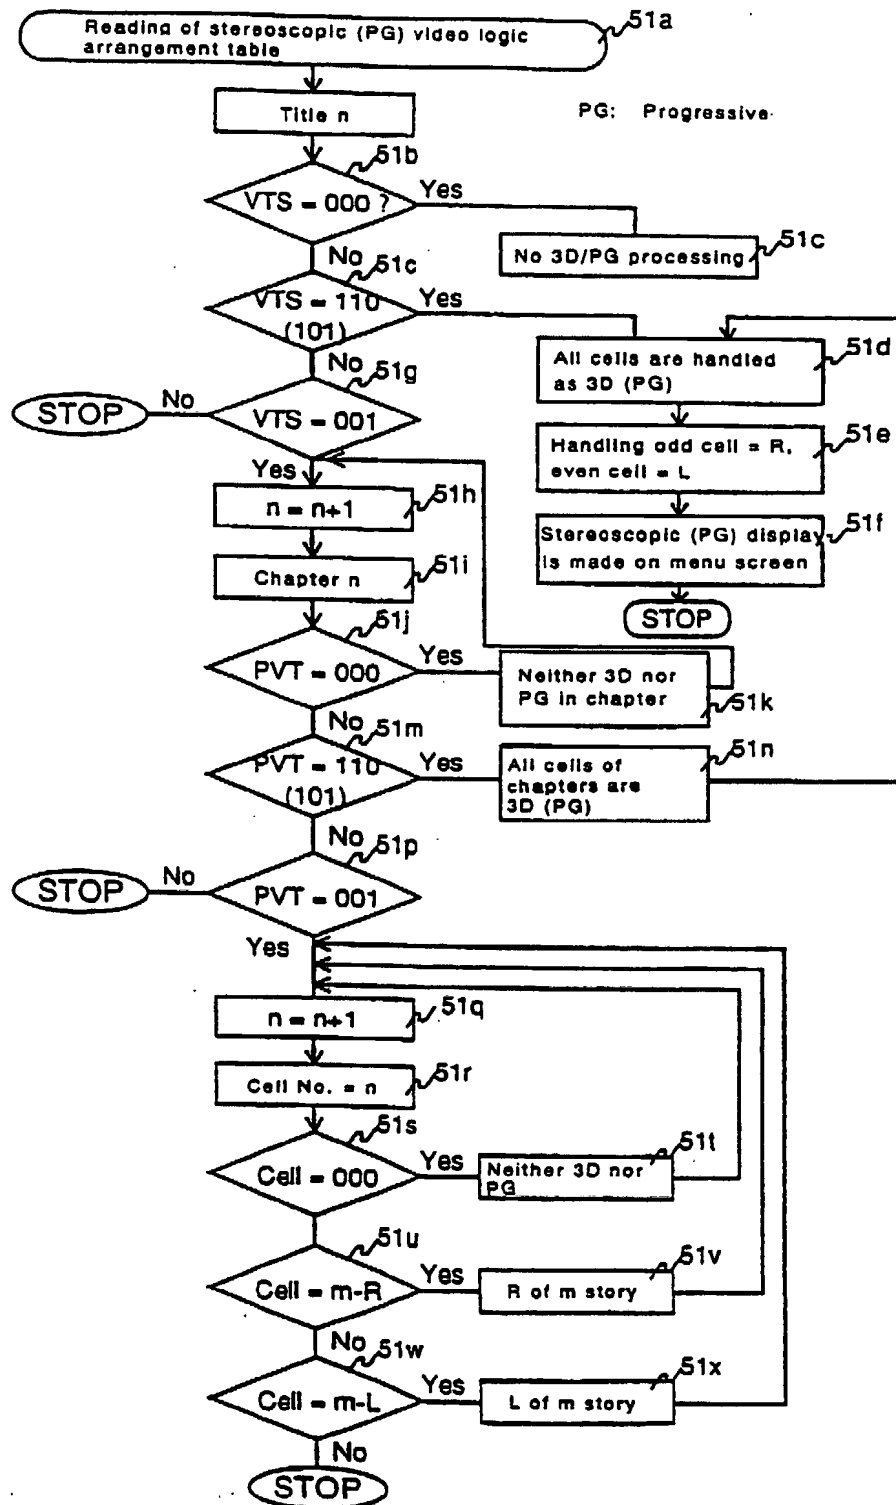 Reading of stereoscopic (PG) video logic
arrangement table
51a
Title n
PG: Progressive
51b
VTS = 000 ?
Yes
51c
No 3D/PG processing
No
51c
VTS = 110
(101)
Yes
51d
All cells are handled
as 3D (PG)
No
51g
STOP
No
VTS = 001
51e
Handling odd cell = R,
even cell = L
Yes
51h
n = n+1
51f
Stereoscopic (PG) display
is made on menu screen
51i
Chapter n
STOP
51j
PVT = 000
Yes
Neither 3D nor
PG in chapter
51k
No
51m
PVT = 110
(101)
Yes
51n
All cells of
chapters are
3D (PG)
No
51p
STOP
No
PVT = 001
Yes
51q
n = n+1
51r
Cell No. = n
51s
Cell = 000
Yes
51t
Neither 3D nor
PG
51u
Cell = m-R
Yes
51v
R of m story
No
51w
Cell = m-L
Yes
51x
L of m story
No
STOP